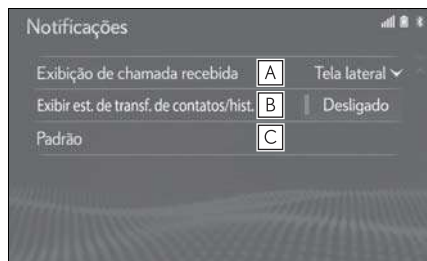 Notificações
Exibição de chamada recebida A Tela lateral
Exibir est. de transf. de contatos/hist. B Desligado
Padrão C